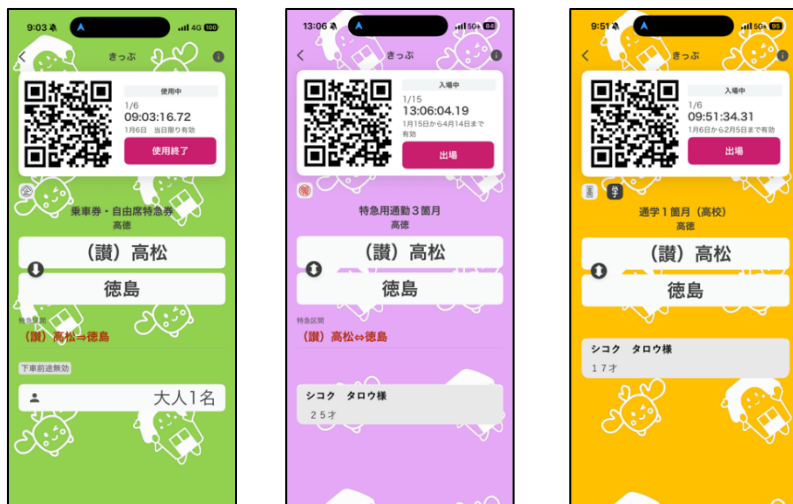 9:03
4G 100
きっぷ
使用中
1/6
09:03:16.72
1月6日 当日限り有効
使用終了
乗車券・自由席特急券
高徳
（讃）高松
徳島
特急区間
（讃）高松⇒徳島
下車前途無効
大人1名
13:06
きっぷ
入場中
1/15
13:06:04.19
1月15日から4月14日まで
有効
出場
特急用通勤３箇月
高徳
（讃）高松
徳島
特急区間
（讃）高松⇔徳島
シコク タロウ様
２５才
9:51
きっぷ
入場中
1/6
09:51:34.31
1月6日から2月5日まで有効
出場
学
通学１箇月（高校）
高徳
（讃）高松
徳島
シコク タロウ様
１７才